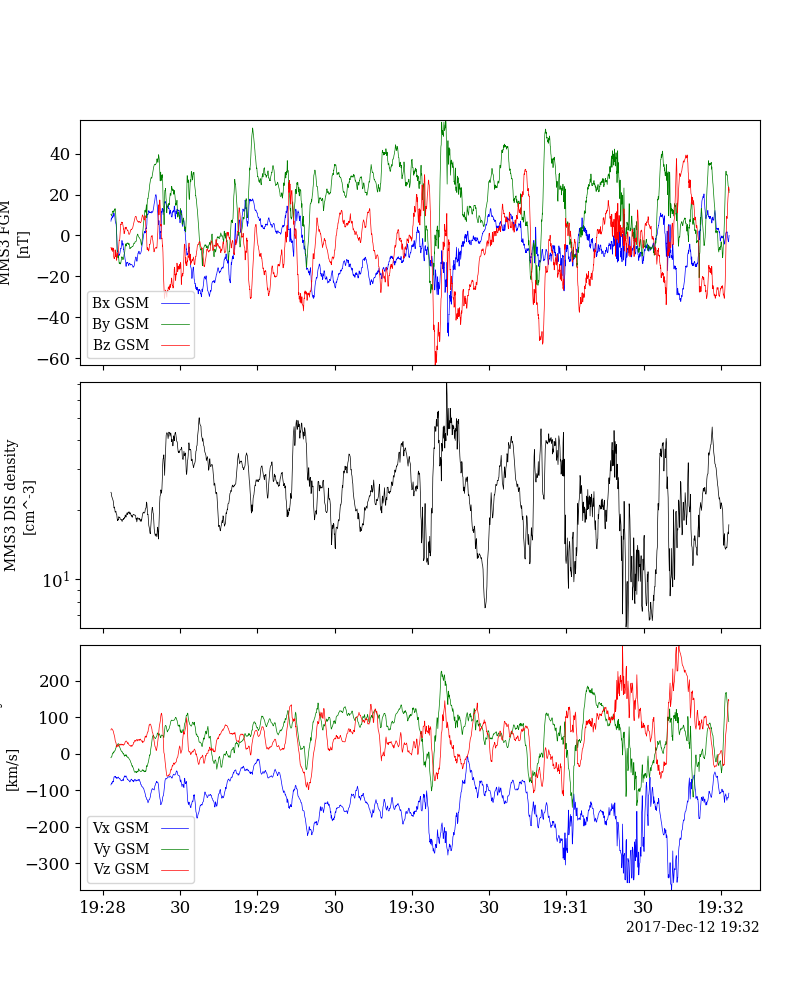 40
20
0
−20
−40
−60
MMS3 FGM
[nT]
Bx GSM
By GSM
Bz GSM
10^1
MMS3 DIS density
[cm^-3]
200
100
0
−100
−200
−300
[km/s]
Vx GSM
Vy GSM
Vz GSM
19:28 30 19:29 30 19:30 30 19:31 30 19:32
2017-Dec-12 19:32